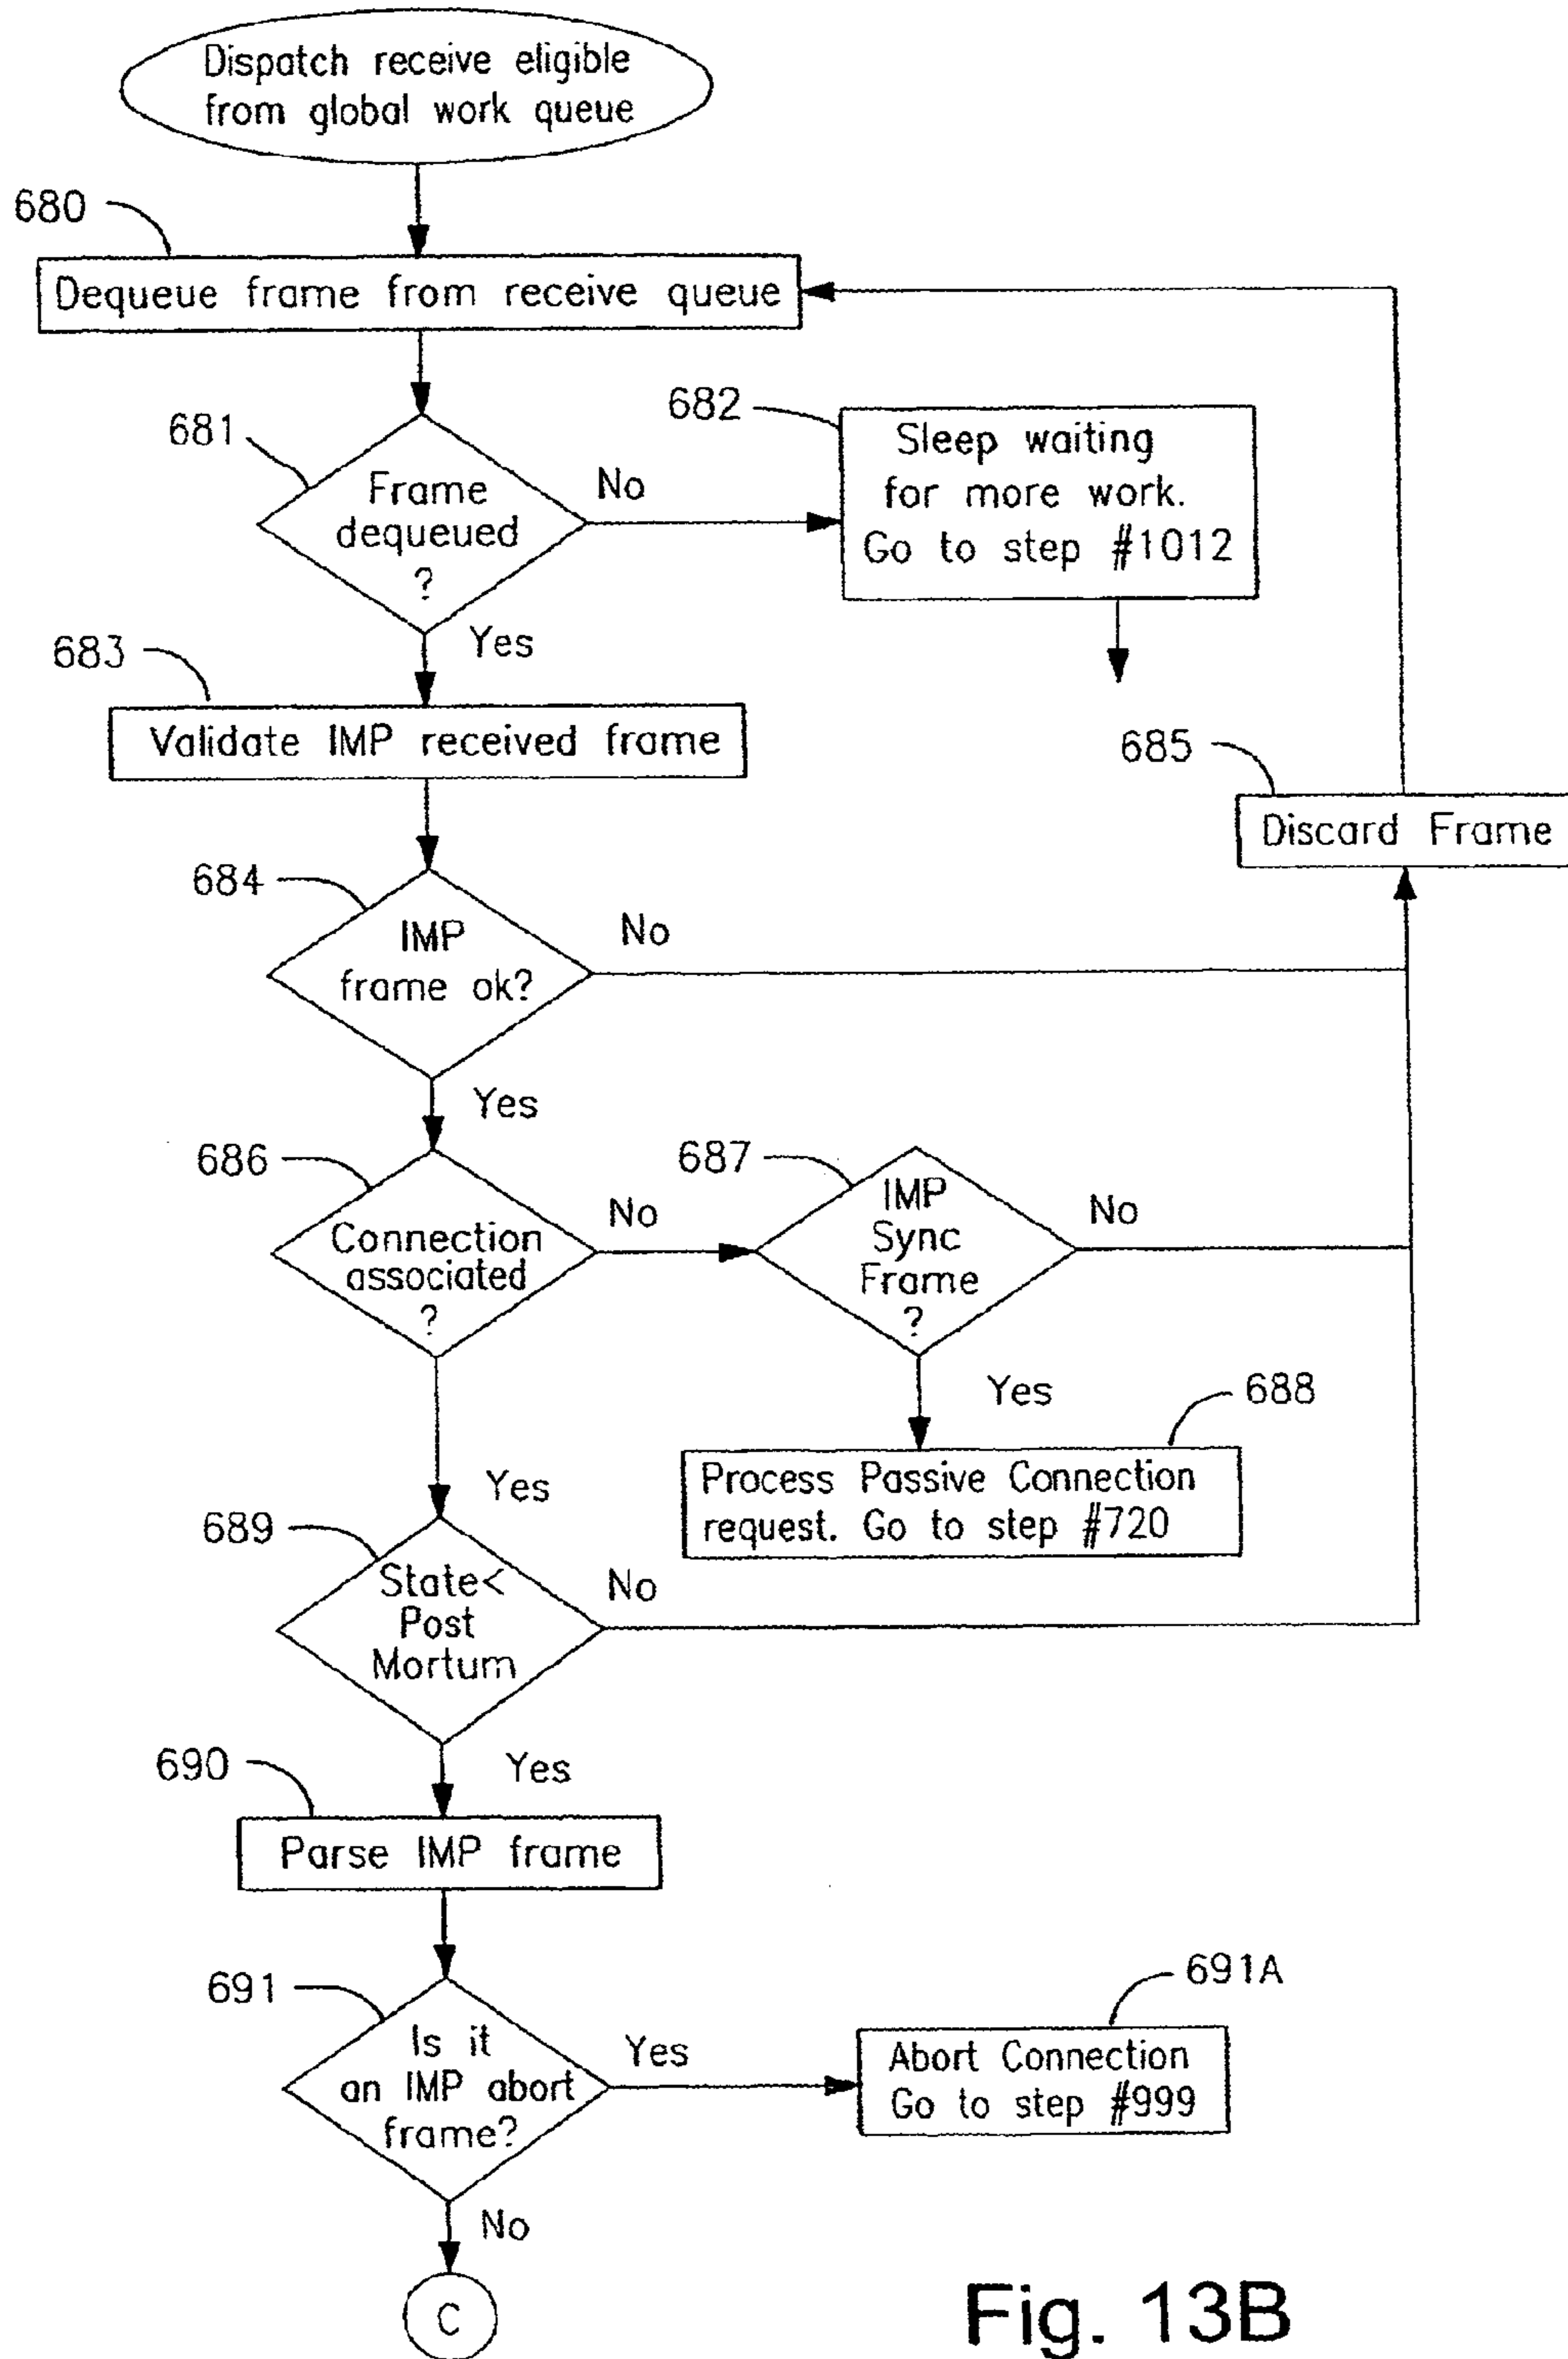 Dispatch receive eligible
from global work queue
680
Dequeue frame from receive queue
681
Frame
dequeued
?
No
682
Sleep waiting
for more work.
Go to step #1012
Yes
683
Validate IMP received frame
685
Discard Frame
684
IMP
frame ok?
No
Yes
686
Connection
associated
?
No
687
IMP
Sync
Frame
?
No
Yes
688
Process Passive Connection
request. Go to step #720
Yes
689
State<
Post
Mortum
No
Yes
690
Parse IMP frame
691
Is it
an IMP abort
frame?
Yes
691A
Abort Connection
Go to step #999
No
C
Fig. 13B